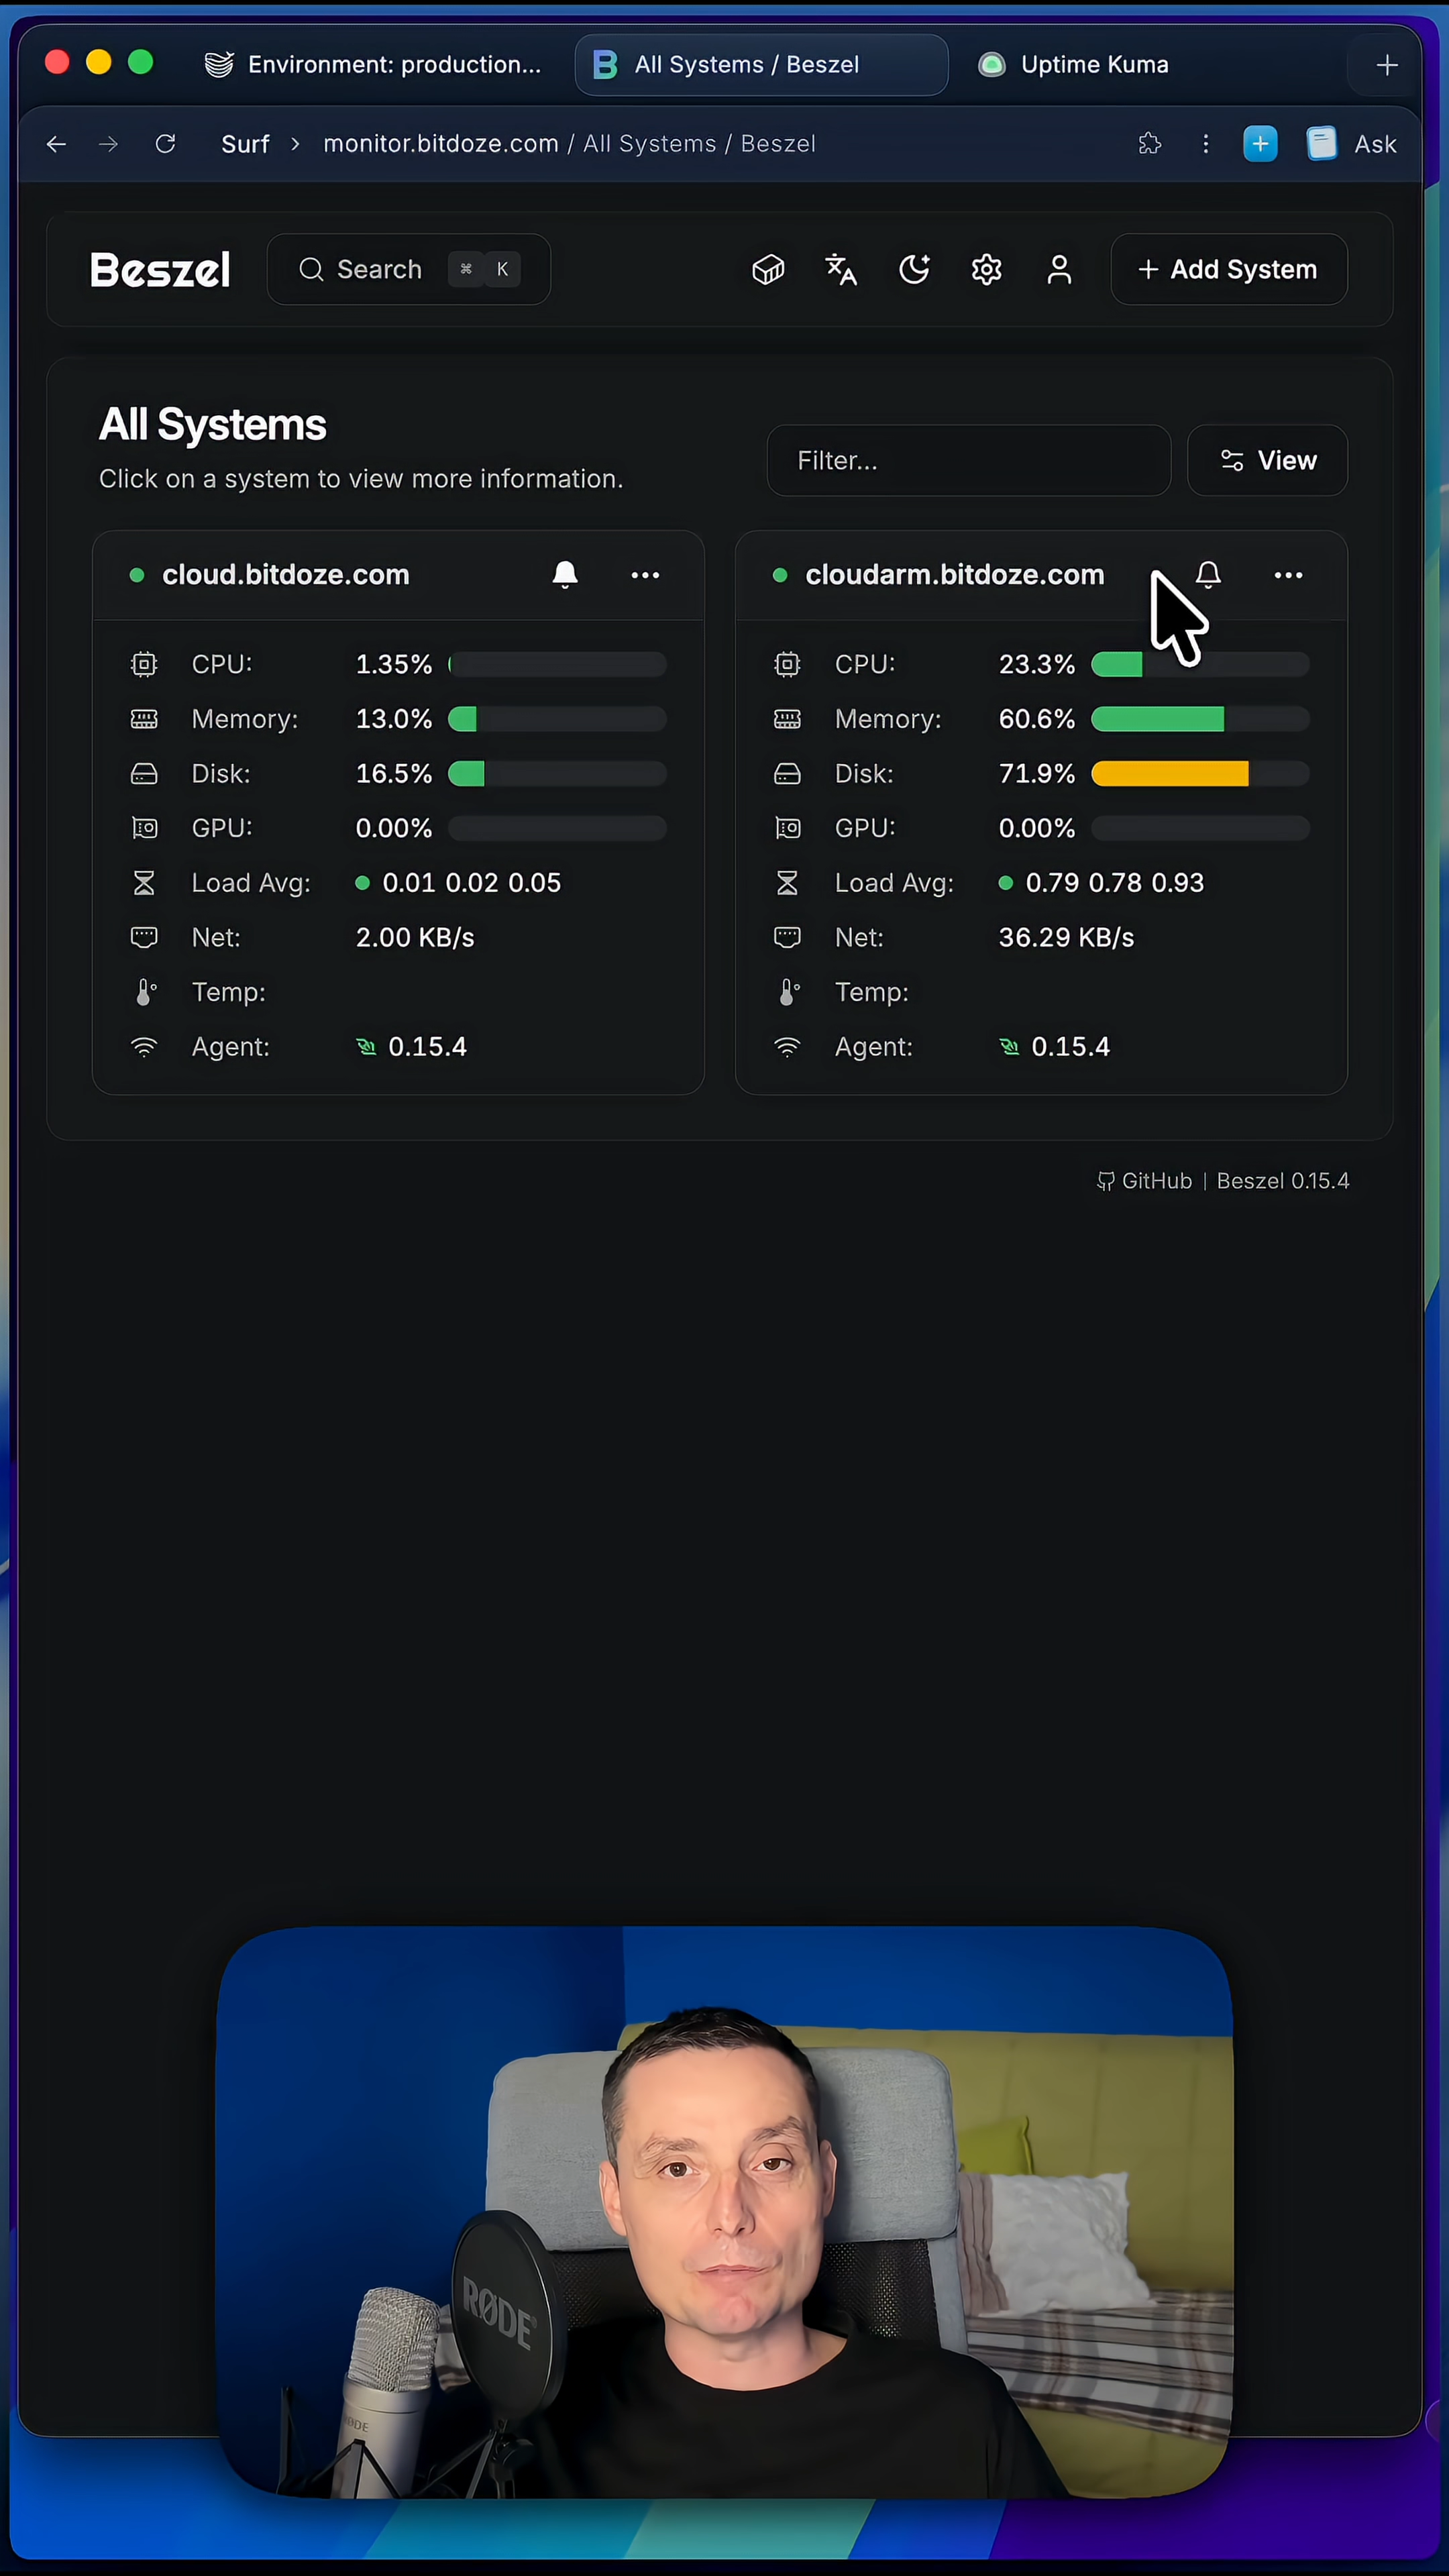 Environment: production...
All Systems / Beszel
Uptime Kuma
Surf > monitor.bitdoze.com / All Systems / Beszel
Ask
Beszel
Search ⌘ K
+ Add System
All Systems
Click on a system to view more information.
Filter...
View
cloud.bitdoze.com
CPU: 1.35%
Memory: 13.0%
Disk: 16.5%
GPU: 0.00%
Load Avg: 0.01 0.02 0.05
Net: 2.00 KB/s
Temp:
Agent: 0.15.4
cloudarm.bitdoze.com
CPU: 23.3%
Memory: 60.6%
Disk: 71.9%
GPU: 0.00%
Load Avg: 0.79 0.78 0.93
Net: 36.29 KB/s
Temp:
Agent: 0.15.4
GitHub | Beszel 0.15.4
RØDE
RØDE